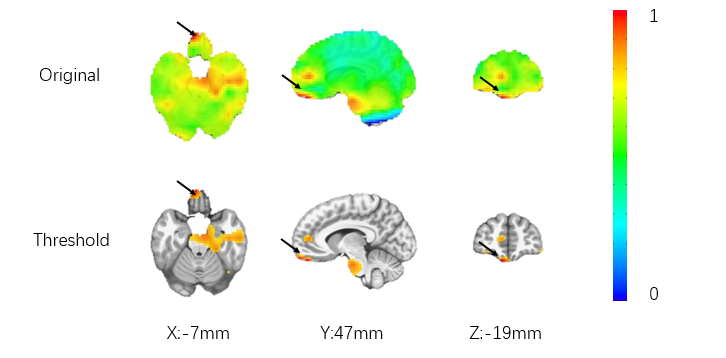 1
Original
Threshold
0
X:-7mm
Y:47mm
Z:-19mm